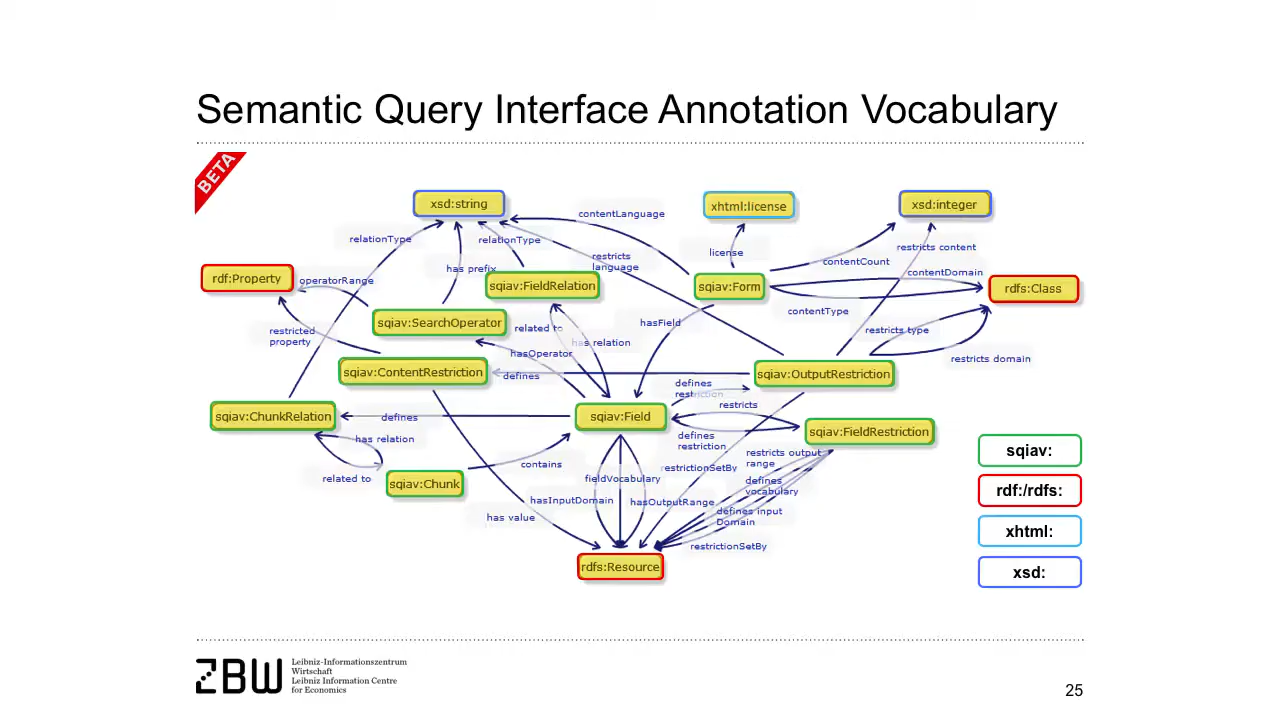 Semantic Query Interface Annotation Vocabulary
BETA
xsd:string
xhtml:license
xsd:integer
contentLanguage
relationType
relationType
restricts content
license
restricts
language
contentCount
has prefix
contentDomain
rdf:Property
operatorRange
sqiav:FieldRelation
sqiav:Form
rdfs:Class
contentType
sqiav:SearchOperator
related to
hasField
restricts type
restricted
property
has relation
hasOperator
restricts domain
sqiav:ContentRestriction
defines
sqiav:OutputRestriction
defines
restriction
restricts
sqiav:ChunkRelation
defines
sqiav:Field
sqiav:FieldRestriction
has relation
defines
restriction
restricts output
range
contains
restrictionSetBy
related to
sqiav:Chunk
fieldVocabulary
defines
vocabulary
hasInputDomain
hasOutputRange
has value
defines input
Domain
restrictionSetBy
rdfs:Resource
sqiav:
rdf:/rdfs:
xhtml:
xsd:
ZBW
Leibniz-Informationszentrum
Wirtschaft
Leibniz Information Centre
for Economics
25